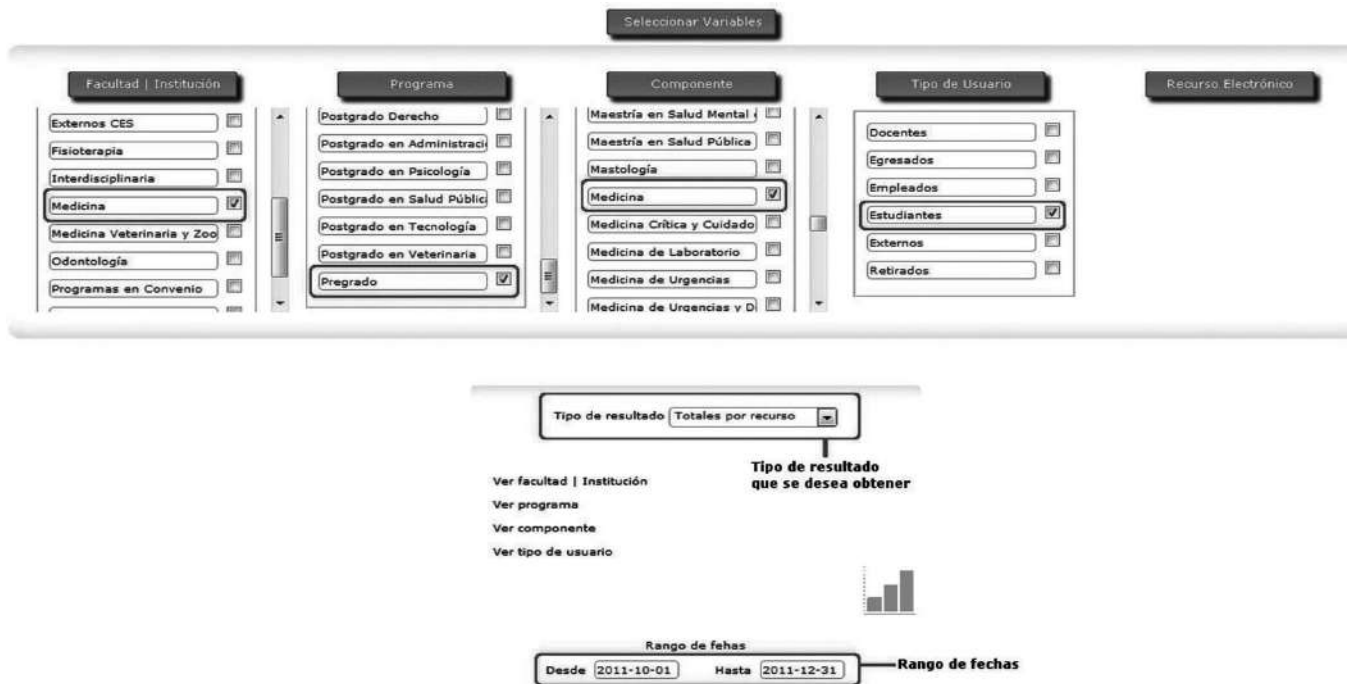 Seleccionar Variables
Facultad | Institución
Externos CES
Fisioterapia
Interdisciplinaria
Medicina
Medicina Veterinaria y Zoo
Odontología
Programas en Convenio
Programa
Postgrado Derecho
Postgrado en Administraci
Postgrado en Psicología
Postgrado en Salud Públic
Postgrado en Tecnología
Postgrado en Veterinaria
Pregrado
Componente
Maestría en Salud Mental
Maestría en Salud Pública
Mastología
Medicina
Medicina Crítica y Cuidado
Medicina de Laboratorio
Medicina de Urgencias
Medicina de Urgencias y D
Tipo de Usuario
Docentes
Egresados
Empleados
Estudiantes
Externos
Retirados
Recurso Electrónico
Tipo de resultado Totales por recurso
Tipo de resultado
que se desea obtener
Ver facultad | Institución
Ver programa
Ver componente
Ver tipo de usuario
Rango de fehas
Desde 2011-10-01 Hasta 2011-12-31
Rango de fechas